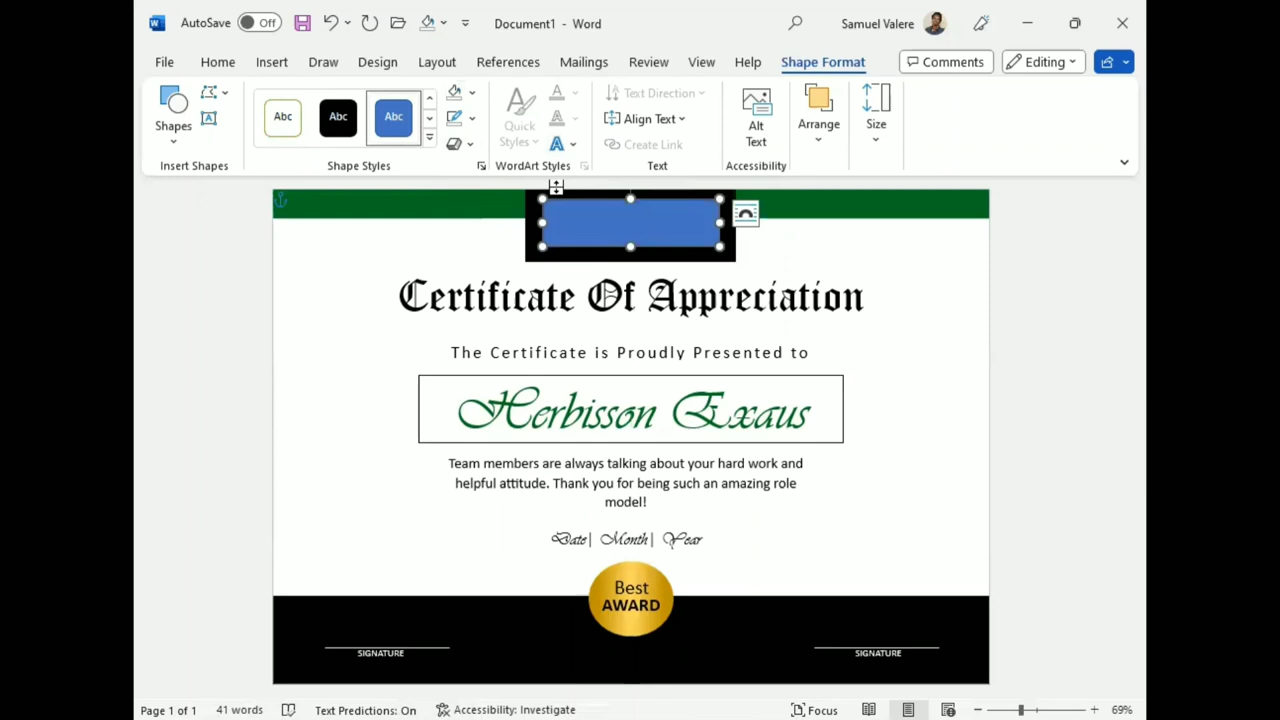 AutoSave Off Document1 - Word Samuel Valere
File Home Insert Draw Design Layout References Mailings Review View Help Shape Format Comments Editing
Shapes
Abc Abc Abc
Quick
Styles
Text Direction
Align Text
Create Link
Alt
Text
Arrange
Size
Insert Shapes Shape Styles WordArt Styles Text Accessibility
Certificate Of Appreciation
The Certificate is Proudly Presented to
Herbisson Exaus
Team members are always talking about your hard work and
helpful attitude. Thank you for being such an amazing role
model!
Date| Month| Year
Best
AWARD
SIGNATURE SIGNATURE
Page 1 of 1 41 words Text Predictions: On Accessibility: Investigate Focus 69%